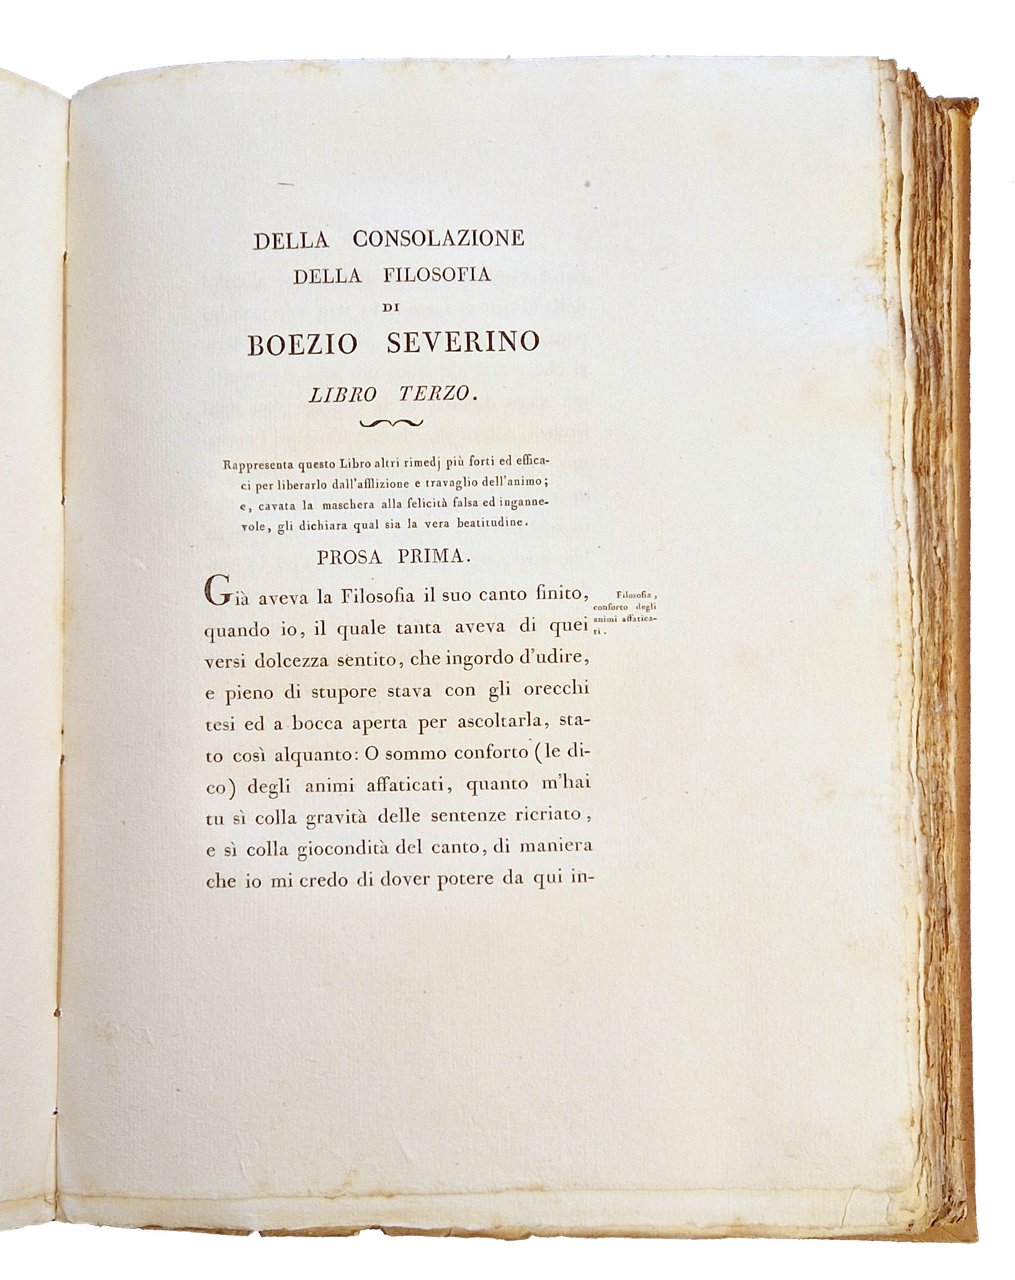 DELLA CONSOLAZIONE
DELLA FILOSOFIA
DI
BOEZIO SEVERINO
LIBRO TERZO.
Rappresenta questo Libro altri rimedj più forti ed effica-
ci per liberarlo dall'afflizione e travaglio dell'animo;
e, cavata la maschera alla felicità falsa ed inganne-
vole, gli dichiara qual sia la vera beatitudine.
PROSA PRIMA.
Già aveva la Filosofia il suo canto finito,
quando io, il quale tanta aveva di quei
versi dolcezza sentito, che ingordo d'udire,
e pieno di stupore stava con gli orecchi
tesi ed a bocca aperta per ascoltarla, sta-
to così alquanto: O sommo conforto (le di-
co) degli animi affaticati, quanto m'hai
tu sì colla gravità delle sentenze ricriato,
e sì colla giocondità del canto, di maniera
che io mi credo di dover potere da qui in-
Filosofia,
conforto degli
animi affatica-
ti.